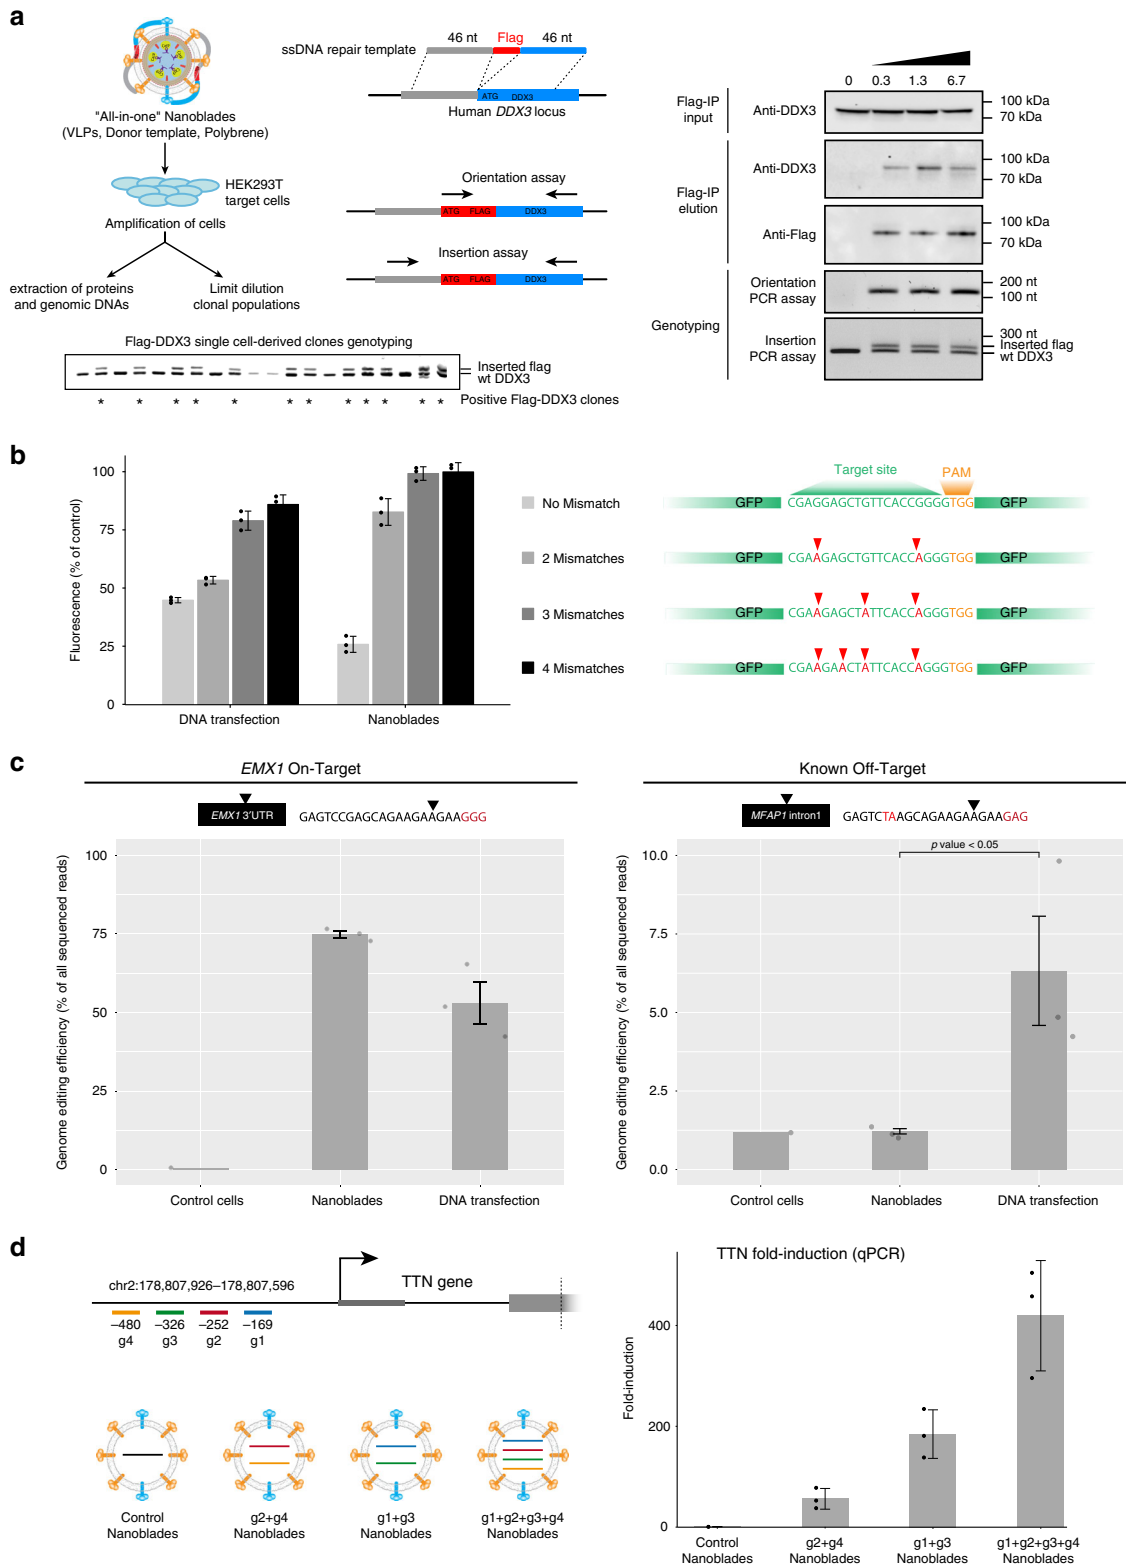 a
"All-in-one" Nanoblades
(VLPs, Donor template, Polybrene)
HEK293T
target cells
Amplification of cells
extraction of proteins
and genomic DNAs
Limit dilution
clonal populations
46 nt Flag 46 nt
ssDNA repair template
ATG DDX3
Human DDX3 locus
Orientation assay
ATG FLAG DDX3
Insertion assay
ATG FLAG DDX3
Flag-DDX3 single cell-derived clones genotyping
Inserted flag
wt DDX3
* * * * * * * * * * * *
Positive Flag-DDX3 clones
0 0.3 1.3 6.7
Flag-IP
input
Anti-DDX3
100 kDa
70 kDa
Flag-IP
elution
Anti-DDX3
100 kDa
70 kDa
Anti-Flag
100 kDa
70 kDa
Genotyping
Orientation
PCR assay
200 nt
100 nt
Insertion
PCR assay
300 nt
Inserted flag
wt DDX3
b
Fluorescence (% of control)
100
75
50
25
0
DNA transfection
Nanoblades
No Mismatch
2 Mismatches
3 Mismatches
4 Mismatches
Target site
PAM
GFP CGAGGAGCTGTTCACCGGGGTGG GFP
GFP CGAAGAGCTGTTCACCAGGGTGG GFP
GFP CGAAGAGCTATTCACCAGGGTGG GFP
GFP CGAAGAACTATTCACCAGGGTGG GFP
c
EMX1 On-Target
EMX1 3′UTR
GAGTCCGAGCAGAAGAAGAAGGG
Genome editing efficiency (% of all sequenced reads)
100
75
50
25
0
Control cells
Nanoblades
DNA transfection
Known Off-Target
MFAP1 intron1
GAGTCTAAGCAGAAGAAGAAGAG
p value < 0.05
Genome editing efficiency (% of all sequenced reads)
10.0
7.5
5.0
2.5
0.0
Control cells
Nanoblades
DNA transfection
d
chr2:178,807,926–178,807,596
TTN gene
–480 –326 –252 –169
g4 g3 g2 g1
Control
Nanoblades
g2+g4
Nanoblades
g1+g3
Nanoblades
g1+g2+g3+g4
Nanoblades
TTN fold-induction (qPCR)
Fold-induction
400
200
0
Control
Nanoblades
g2+g4
Nanoblades
g1+g3
Nanoblades
g1+g2+g3+g4
Nanoblades